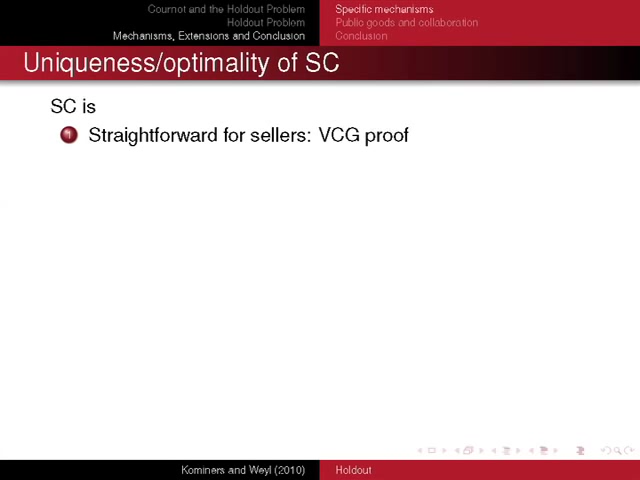 Cournot and the Holdout Problem
Holdout Problem
Mechanisms, Extensions and Conclusion
Specific mechanisms
Public goods and collaboration
Conclusion
Uniqueness/optimality of SC
SC is
1 Straightforward for sellers: VCG proof
Kominers and Weyl (2010)
Holdout